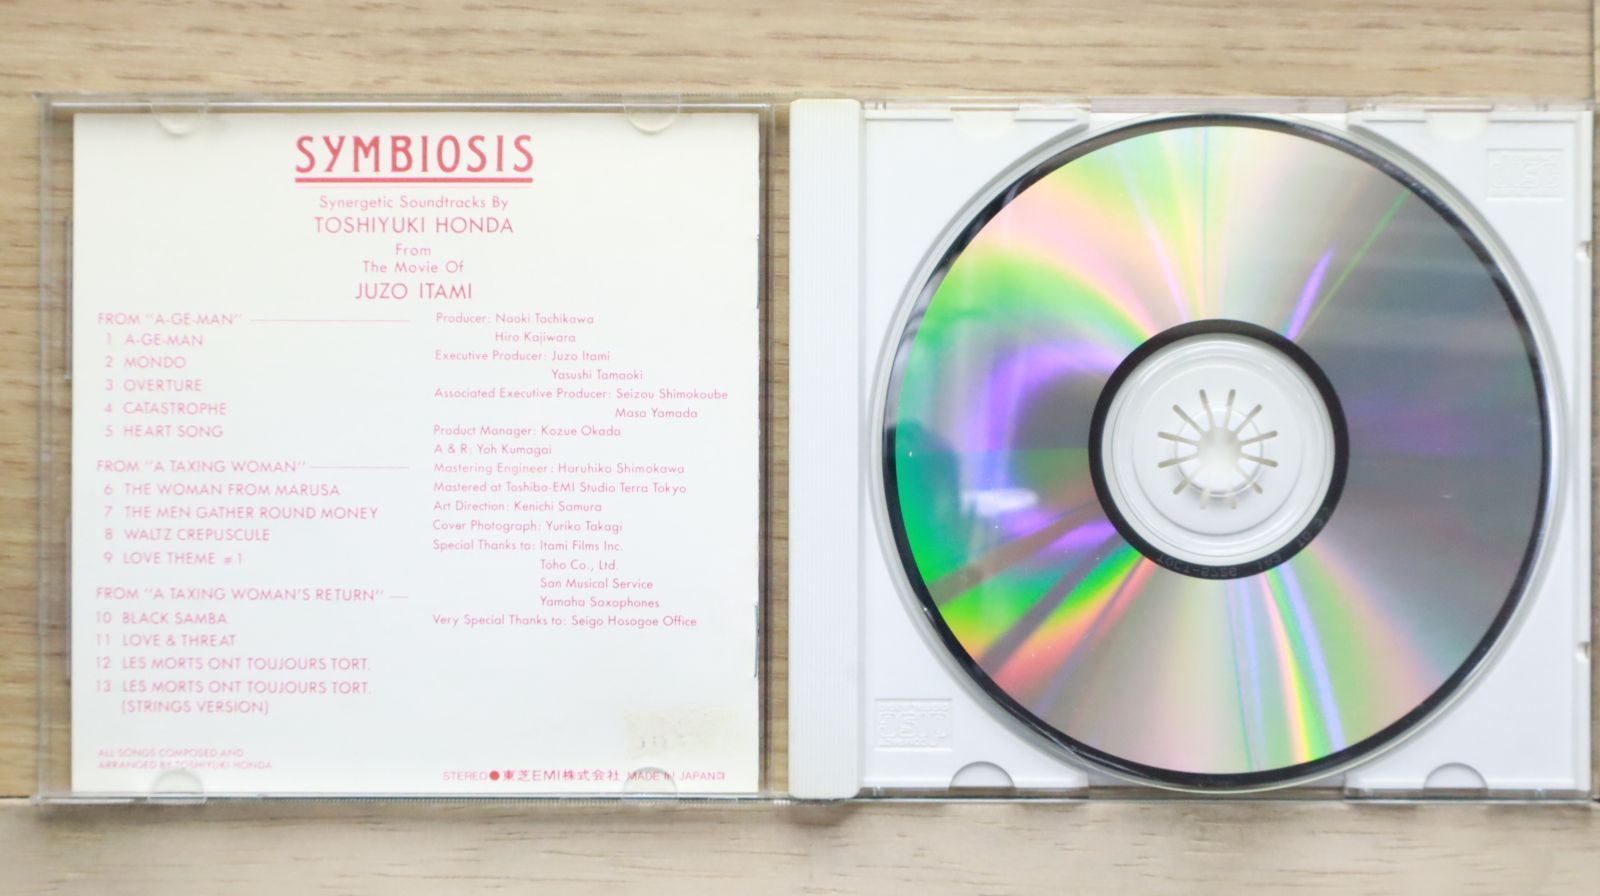 SYMBIOSIS
Synergetic Soundtracks By
TOSHIYUKI HONDA
From
The Movie Of
JUZO ITAMI
FROM "A-GE-MAN"
1 A-GE-MAN
2 MONDO
3 OVERTURE
4 CATASTROPHE
5 HEART SONG
FROM "A TAXING WOMAN"
6 THE WOMAN FROM MARUSA
7 THE MEN GATHER ROUND MONEY
8 WALTZ CREPUSCULE
9 LOVE THEME #1
FROM "A TAXING WOMAN'S RETURN"
10 BLACK SAMBA
11 LOVE & THREAT
12 LES MORTS ONT TOUJOURS TORT.
13 LES MORTS ONT TOUJOURS TORT.
(STRINGS VERSION)
ALL SONGS COMPOSED AND
ARRANGED BY TOSHIYUKI HONDA
Producer: Naoki Tachikawa
Hiro Kajiwara
Executive Producer: Juzo Itami
Yasushi Tamaoki
Associated Executive Producer: Seizou Shimokoube
Masa Yamada
Product Manager: Kozue Okada
A & R: Yoh Kumagai
Mastering Engineer: Haruhiko Shimokawa
Mastered at Toshiba-EMI Studio Terra Tokyo
Art Direction: Kenichi Samura
Cover Photograph: Yuriko Takagi
Special Thanks to: Itami Films Inc.
Toho Co., Ltd.
San Musical Service
Yamaha Saxophones
Very Special Thanks to: Seigo Hosogoe Office
STEREO●東芝EMI株式会社 MADE IN JAPAN
TOCT-5758 1A1 TO